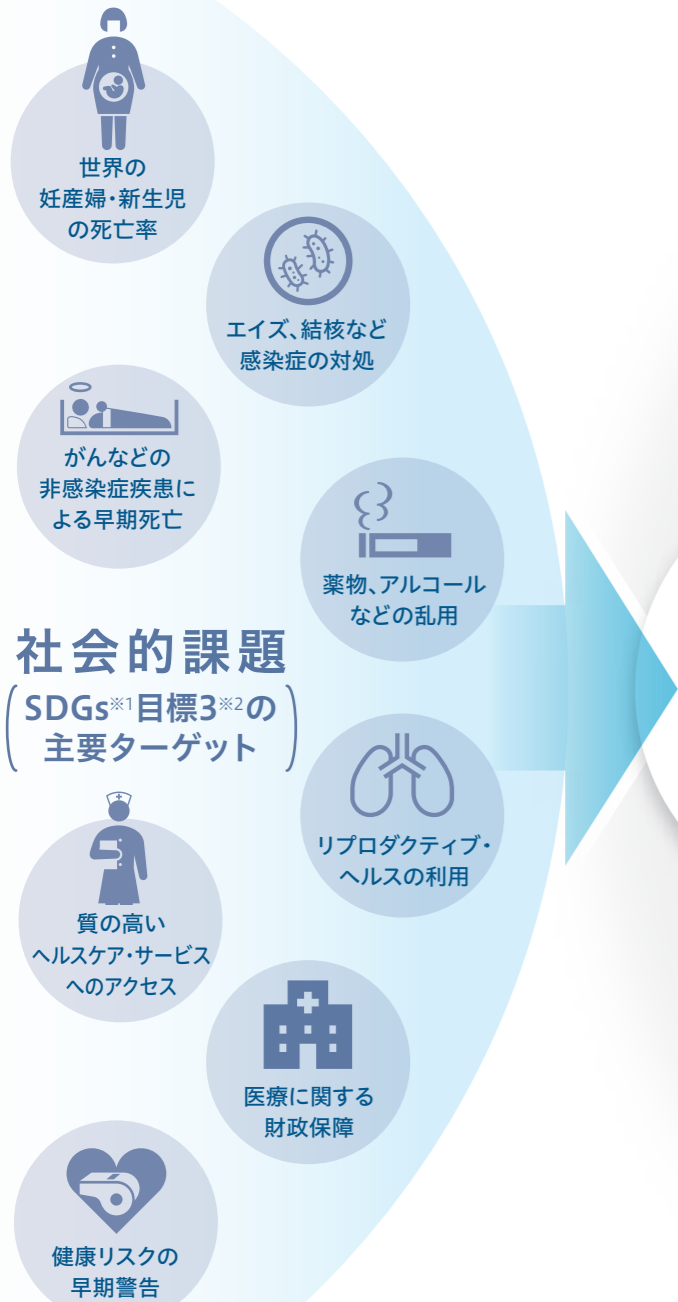 世界の
妊産婦・新生児
の死亡率
エイズ、結核など
感染症の対処
がんなどの
非感染症疾患に
よる早期死亡
薬物、アルコール
などの乱用
社会的課題
(SDGs※1目標3※2の
主要ターゲット)
リプロダクティブ・
ヘルスの利用
質の高い
ヘルスケア・サービス
へのアクセス
医療に関する
財政保障
健康リスクの
早期警告